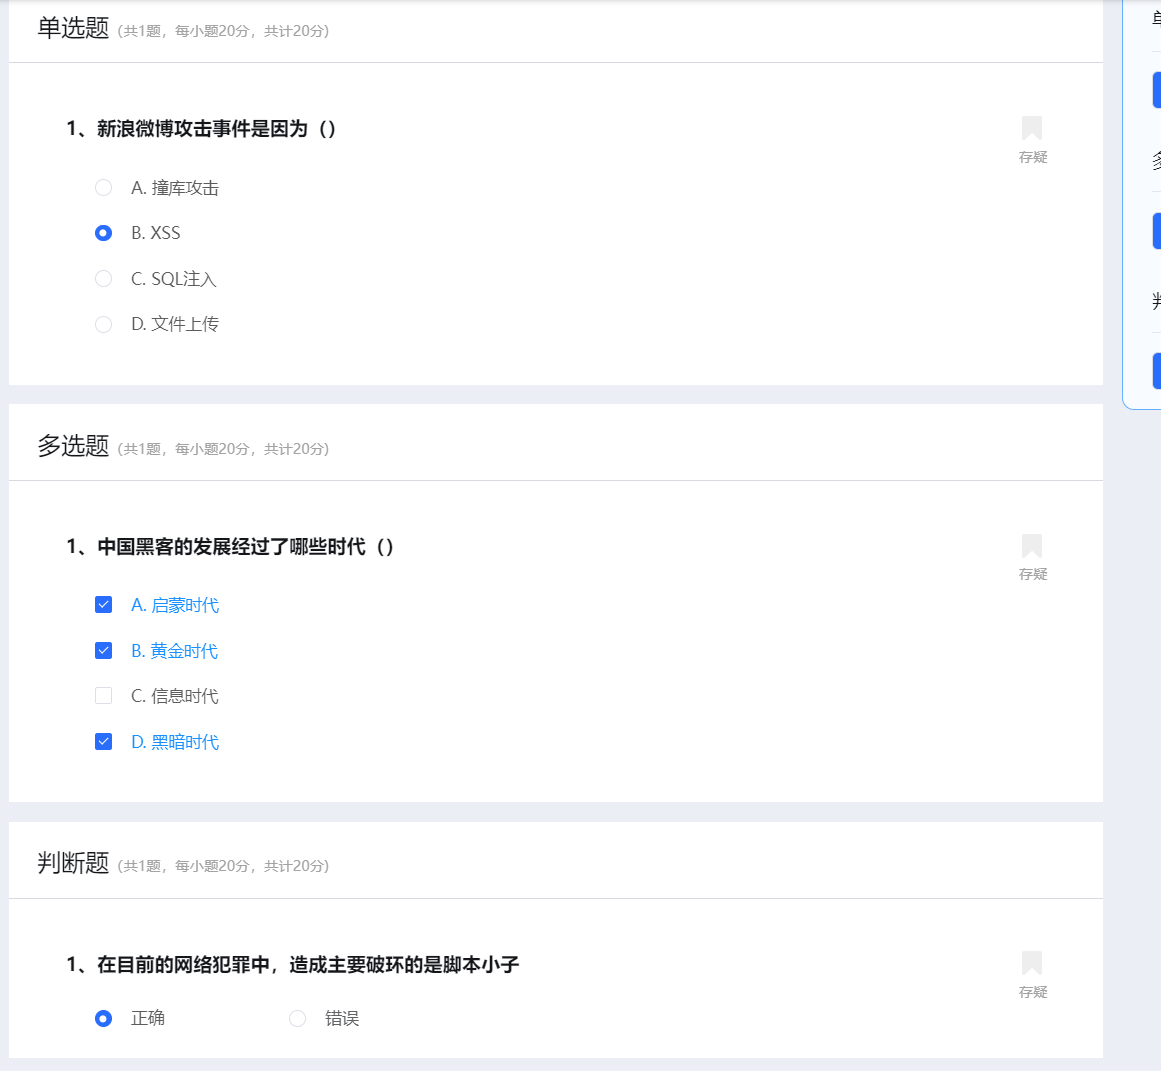 单选题 (共1题，每小题20分，共计20分)
1、新浪微博攻击事件是因为（）
存疑
A. 撞库攻击
B. XSS
C. SQL注入
D. 文件上传
多选题 (共1题，每小题20分，共计20分)
1、中国黑客的发展经过了哪些时代（）
存疑
A. 启蒙时代
B. 黄金时代
C. 信息时代
D. 黑暗时代
判断题 (共1题，每小题20分，共计20分)
1、在目前的网络犯罪中，造成主要破环的是脚本小子
存疑
正确 错误